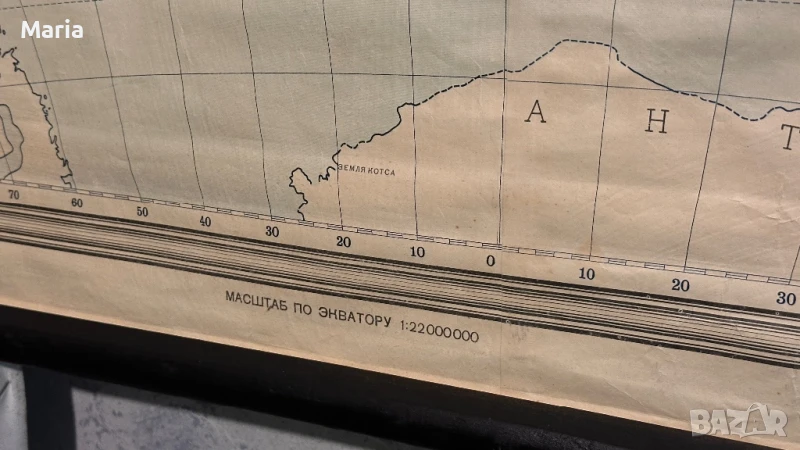 Maria
А Н Т
ЗЕМЛЯ КОТСА
70 60 50 40 30 20 10 0 10 20 30
МАСШТАБ ПО ЭКВАТОРУ 1:22000000
BAZAR